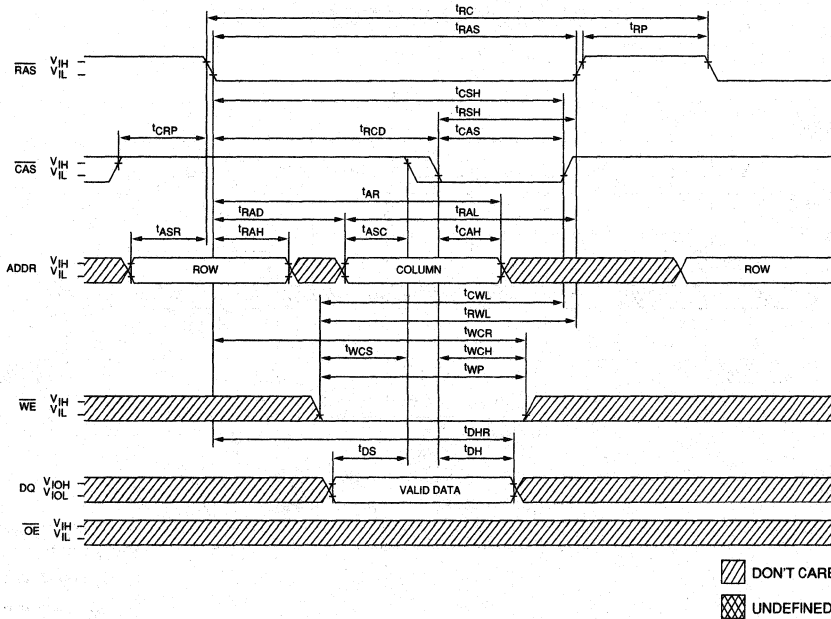 tRC
tRAS
tRP
RAS VIH
VIL
tCSH
tRSH
tCRP
tRCD
tCAS
CAS VIH
VIL
tAR
tRAD
tRAL
tASR
tRAH
tASC
tCAH
ADDR VIH
VIL
ROW
COLUMN
ROW
tCWL
tRWL
tWCR
tWCS
tWCH
tWP
WE VIH
VIL
tDHR
tDS
tDH
DQ VIOH
VIOL
VALID DATA
OE VIH
VIL
DON'T CARE
UNDEFINED